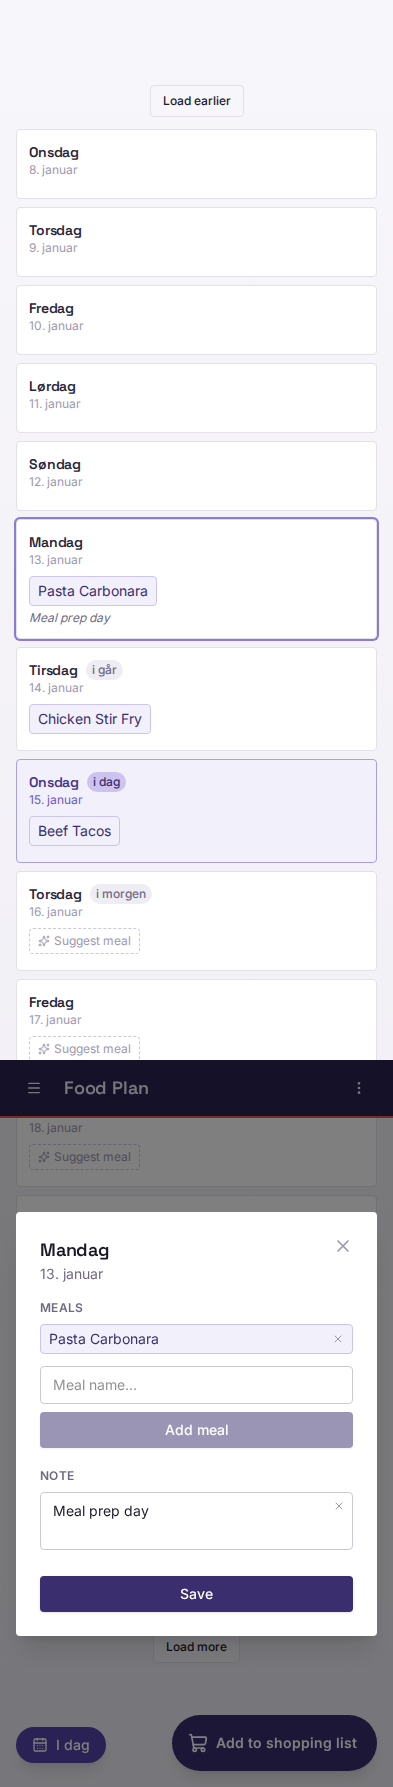 Load earlier
Onsdag
8. januar
Torsdag
9. januar
Fredag
10. januar
Lørdag
11. januar
Søndag
12. januar
Mandag
13. januar
Pasta Carbonara
Meal prep day
Tirsdag i går
14. januar
Chicken Stir Fry
Onsdag i dag
15. januar
Beef Tacos
Torsdag i morgen
16. januar
Suggest meal
Fredag
17. januar
Suggest meal
Food Plan
18. januar
Suggest meal
Mandag
13. januar
MEALS
Pasta Carbonara
Meal name...
Add meal
NOTE
Meal prep day
Save
Load more
I dag
Add to shopping list